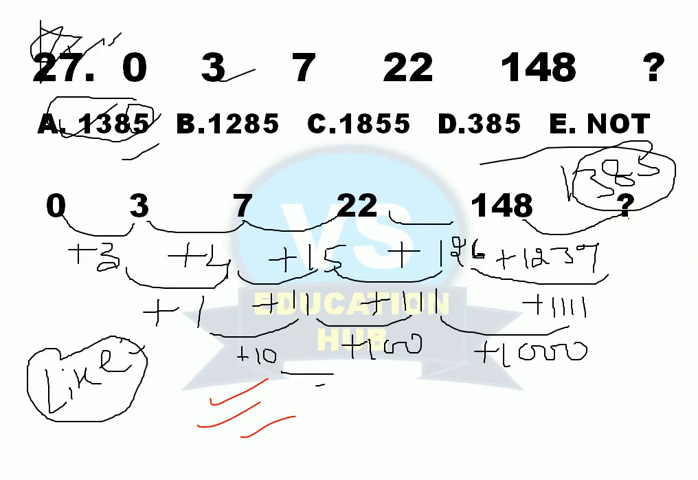 27. 0 3 7 22 148 ?
A. 1385 B.1285 C.1855 D.385 E. NOT
1385
0 3 7 22 148 ?
+3 +4 +15 +126 +1237
+1 +11 +111 +1111
+10 +100 +1000
VS
EDUCATION
HUB
Like